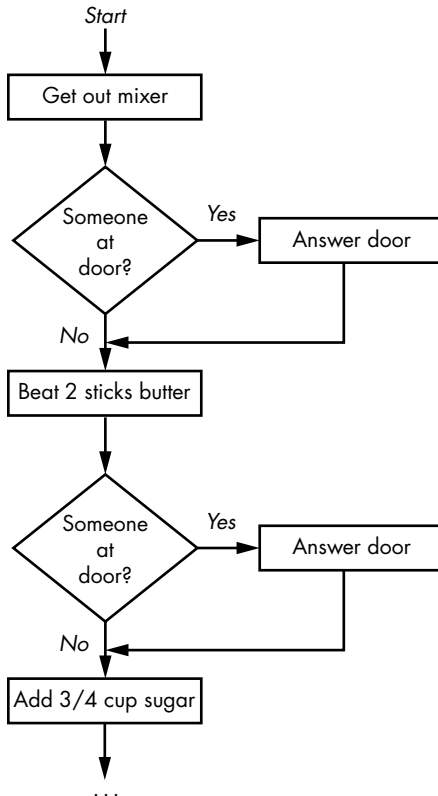 Start
Get out mixer
Someone
at
door?
Yes
Answer door
No
Beat 2 sticks butter
Someone
at
door?
Yes
Answer door
No
Add 3/4 cup sugar
...